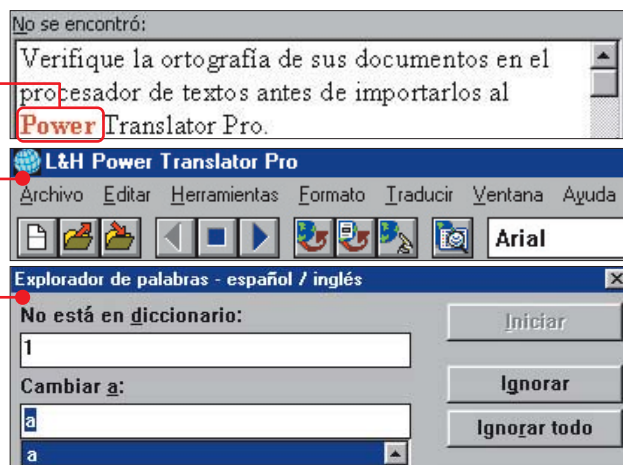 No se encontró:
Verifique la ortografía de sus documentos en el
procesador de textos antes de importarlos al
Power Translator Pro.
L&H Power Translator Pro
Archivo Editar Herramientas Formato Traducir Ventana Ayuda
Arial
Explorador de palabras - español / inglés
No está en diccionario:
Iniciar
1
Cambiar a:
Ignorar
a
Ignorar todo
a